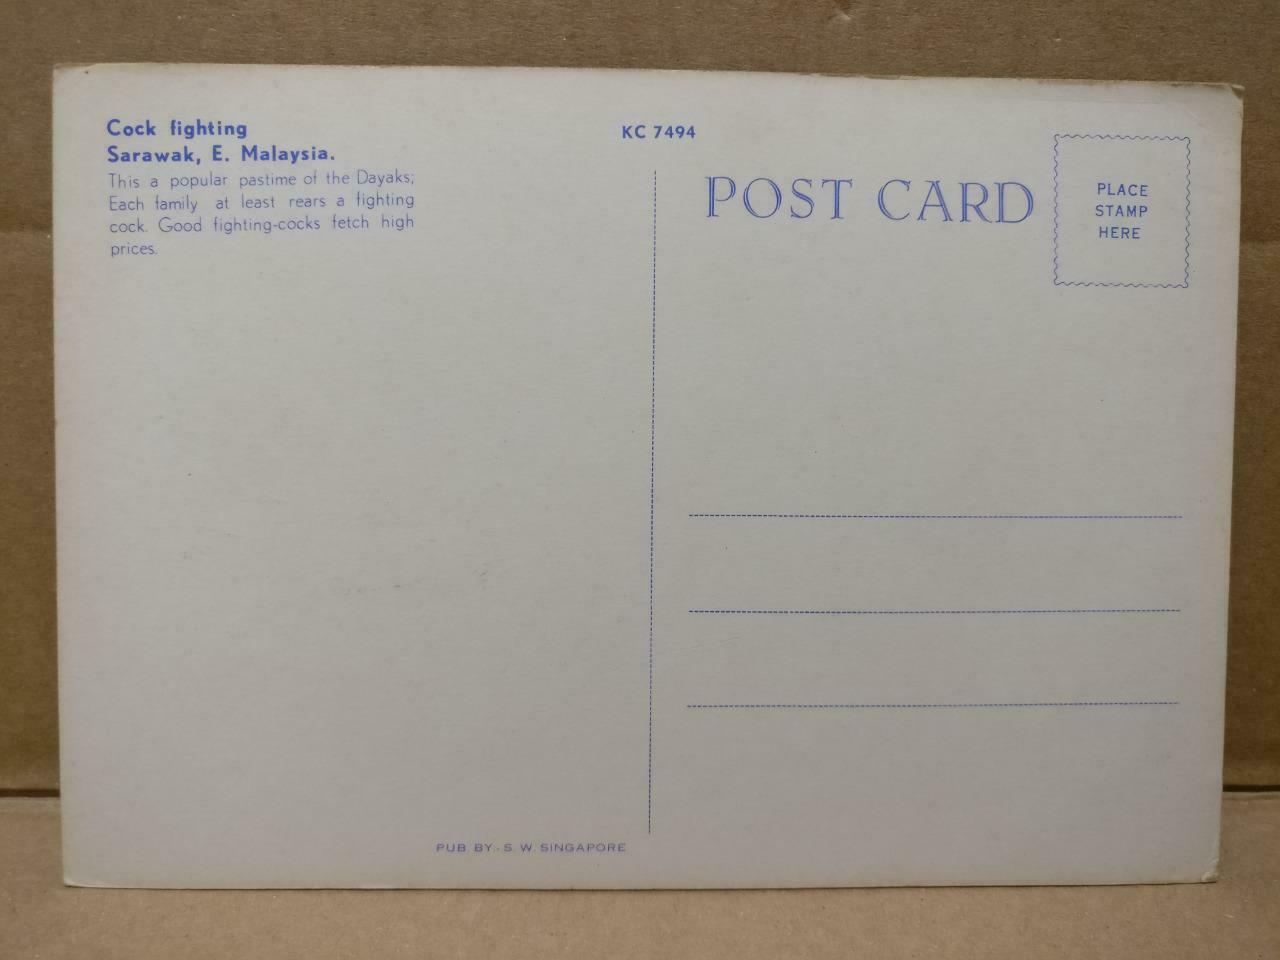 Cock fighting
Sarawak, E. Malaysia.
This a popular pastime of the Dayaks;
Each family at least rears a fighting
cock. Good fighting-cocks fetch high
prices.
KC 7494
POST CARD
PLACE
STAMP
HERE
PUB. BY:- S. W. SINGAPORE